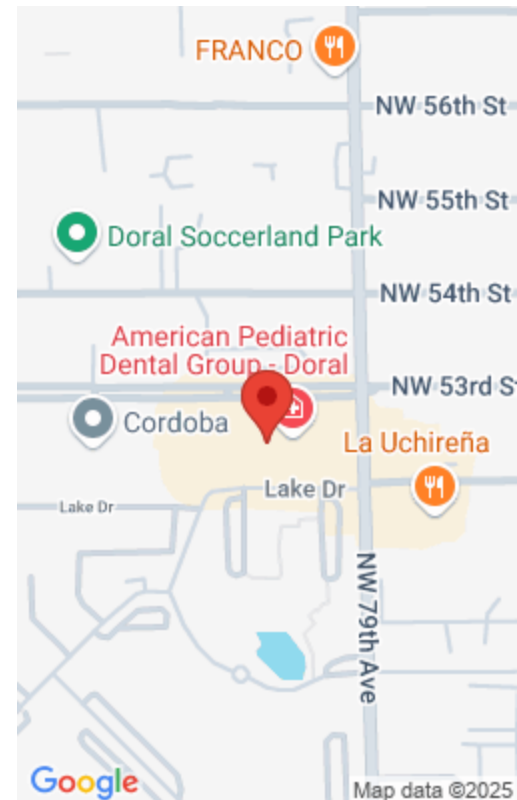 FRANCO
NW 56th St
NW 55th St
Doral Soccerland Park
NW 54th St
American Pediatric
Dental Group - Doral
NW 53rd St
Cordoba
La Uchireña
Lake Dr
Lake Dr
NW 79th Ave
Google
Map data ©2025